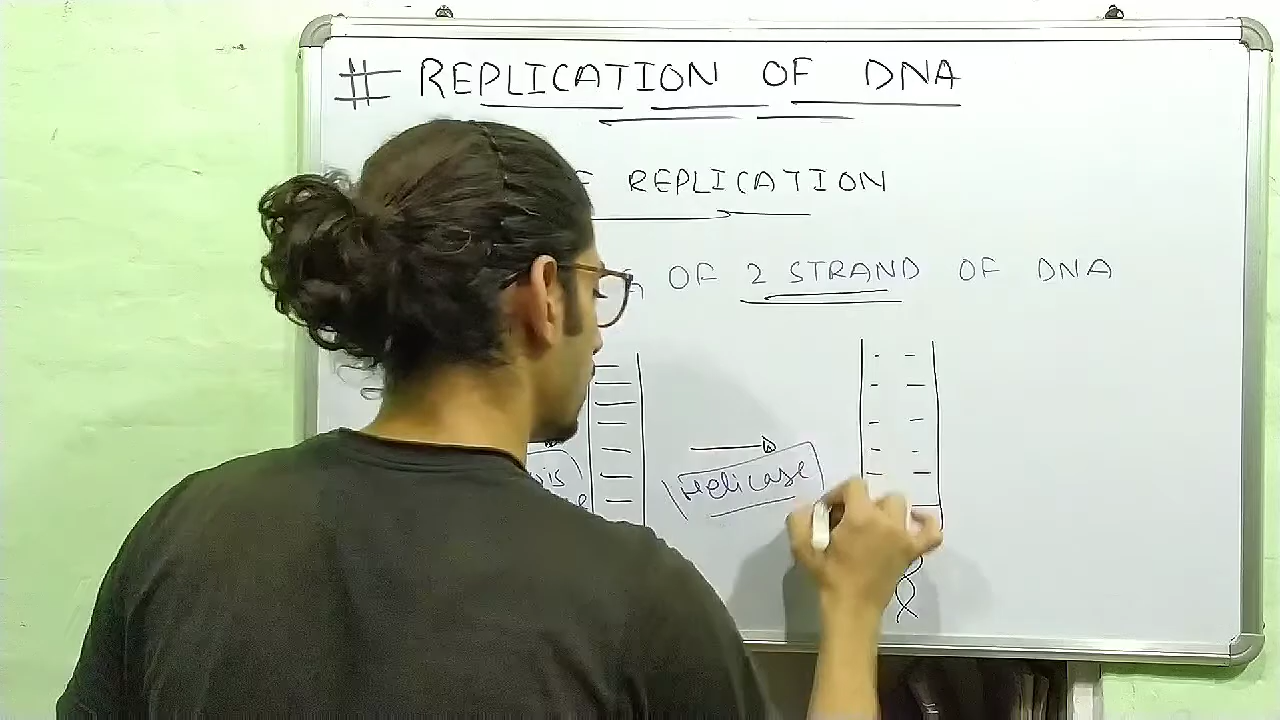 # REPLICATION OF DNA
REPLICATION
OF 2 STRAND OF DNA
Helicase